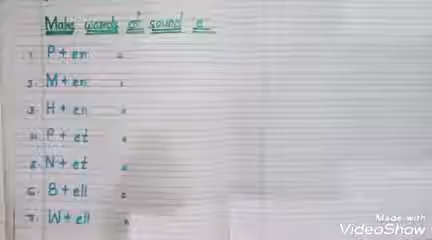 Make words of sound e
1. P + en =
2. M + en =
3. H + en =
4. P + et =
5. N + et =
6. B + ell =
7. W + ell =
Made with
VideoShow